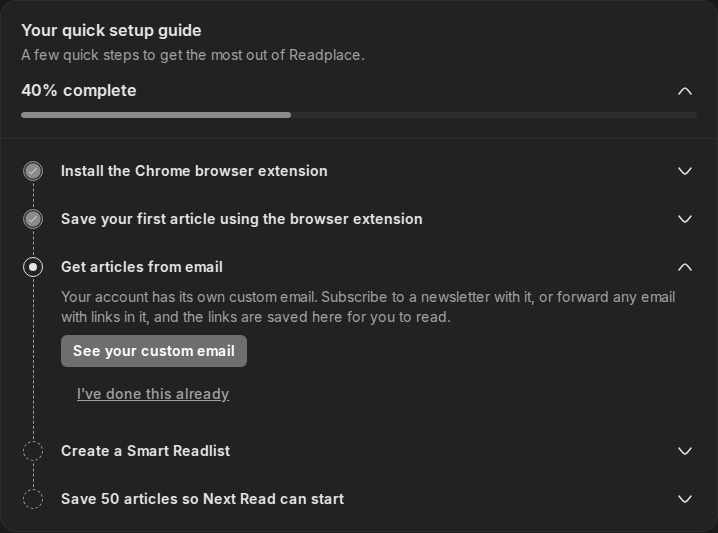 Your quick setup guide
A few quick steps to get the most out of Readplace.
40% complete
Install the Chrome browser extension
Save your first article using the browser extension
Get articles from email
Your account has its own custom email. Subscribe to a newsletter with it, or forward any email
with links in it, and the links are saved here for you to read.
See your custom email
I've done this already
Create a Smart Readlist
Save 50 articles so Next Read can start